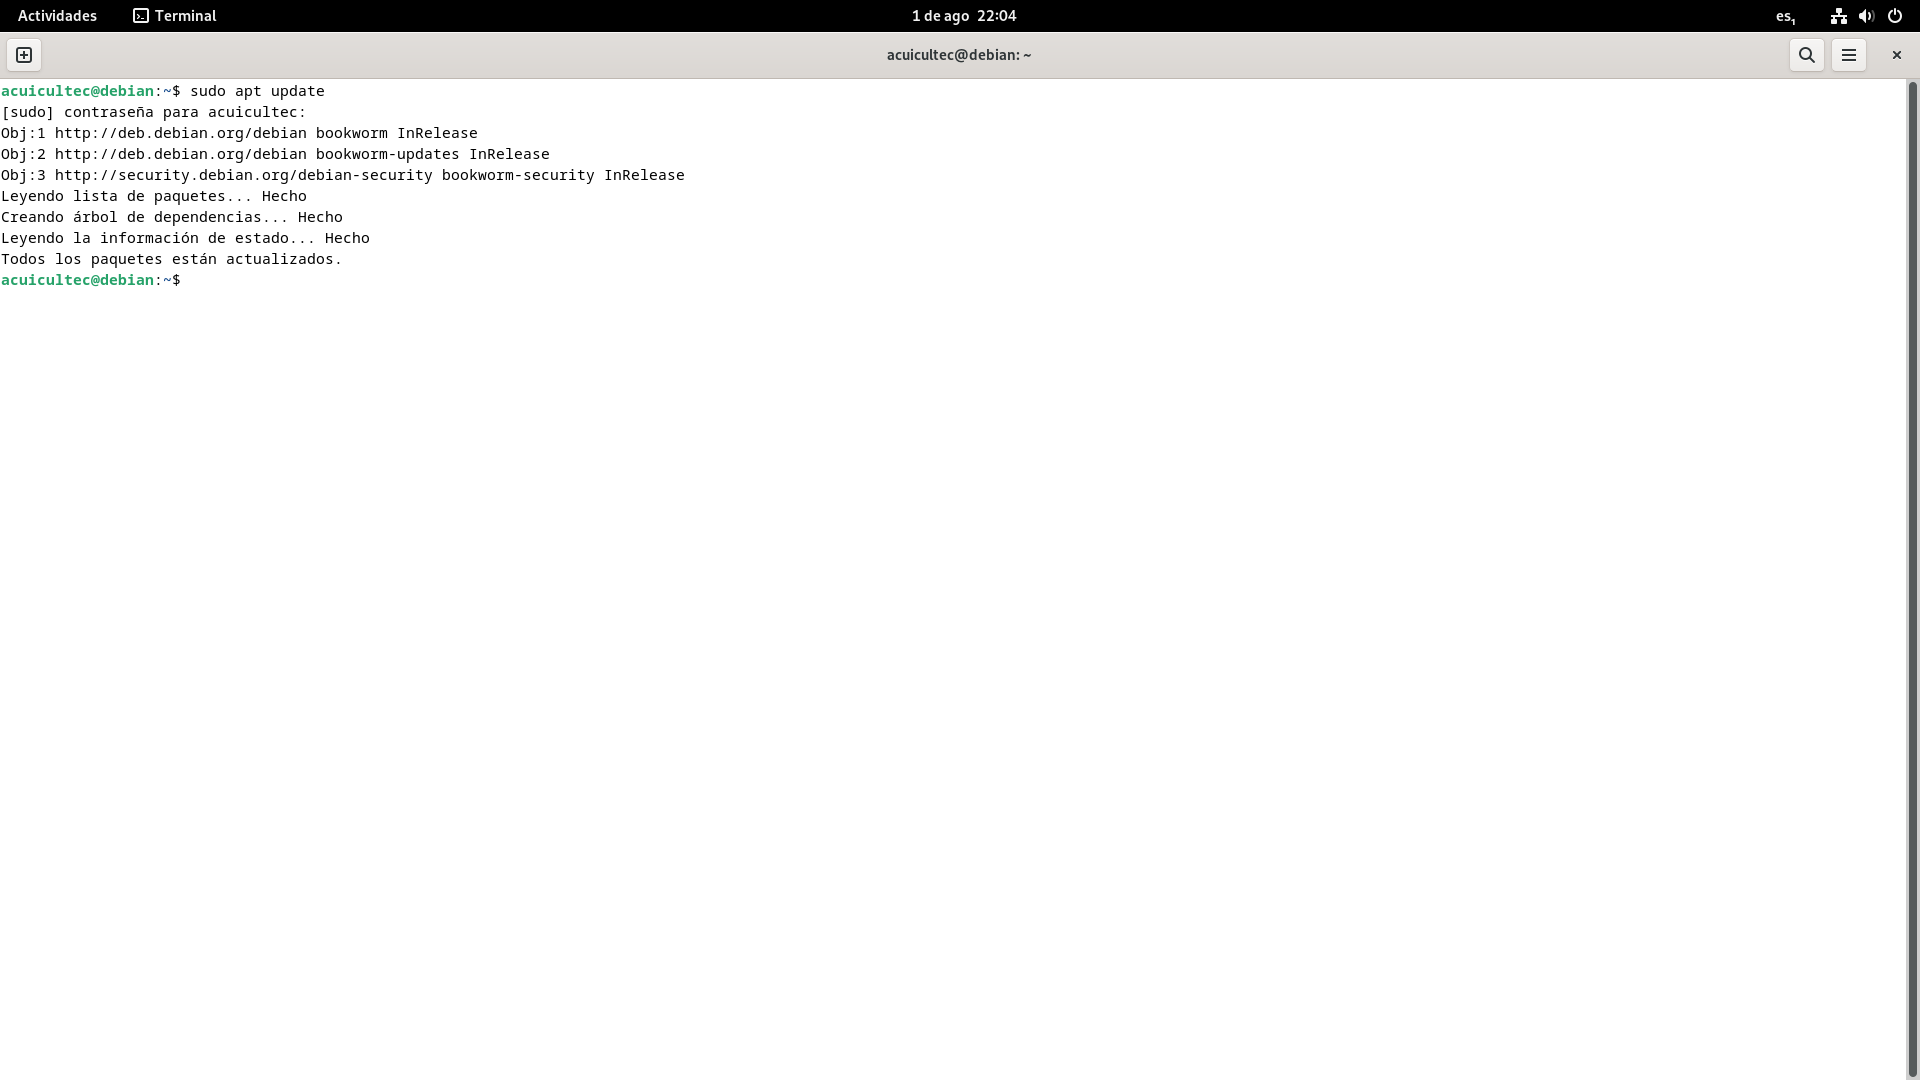 Actividades Terminal 1 de ago 22:04 es₁
acuicultec@debian: ~
acuicultec@debian:~$ sudo apt update
[sudo] contraseña para acuicultec:
Obj:1 http://deb.debian.org/debian bookworm InRelease
Obj:2 http://deb.debian.org/debian bookworm-updates InRelease
Obj:3 http://security.debian.org/debian-security bookworm-security InRelease
Leyendo lista de paquetes... Hecho
Creando árbol de dependencias... Hecho
Leyendo la información de estado... Hecho
Todos los paquetes están actualizados.
acuicultec@debian:~$